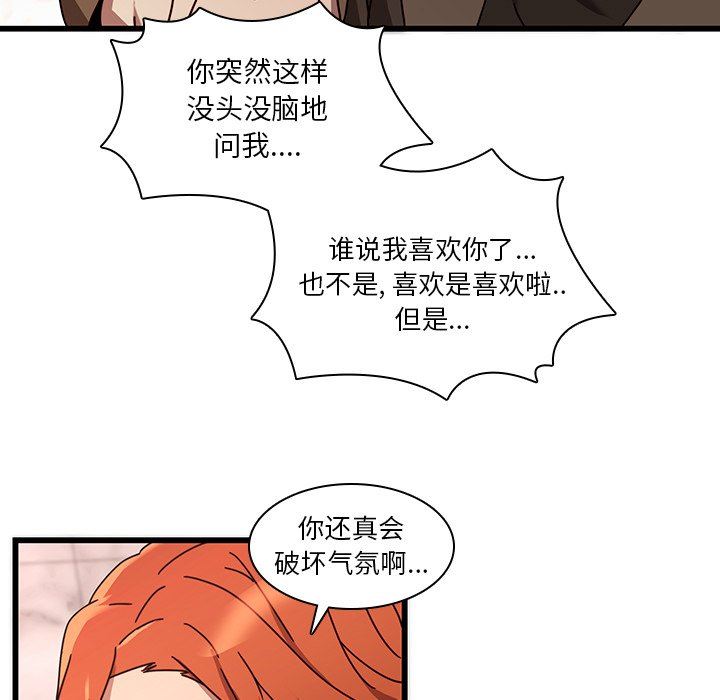 你突然这样
没头没脑地
问我....
谁说我喜欢你了...
也不是, 喜欢是喜欢啦..
但是...
你还真会
破坏气氛啊...